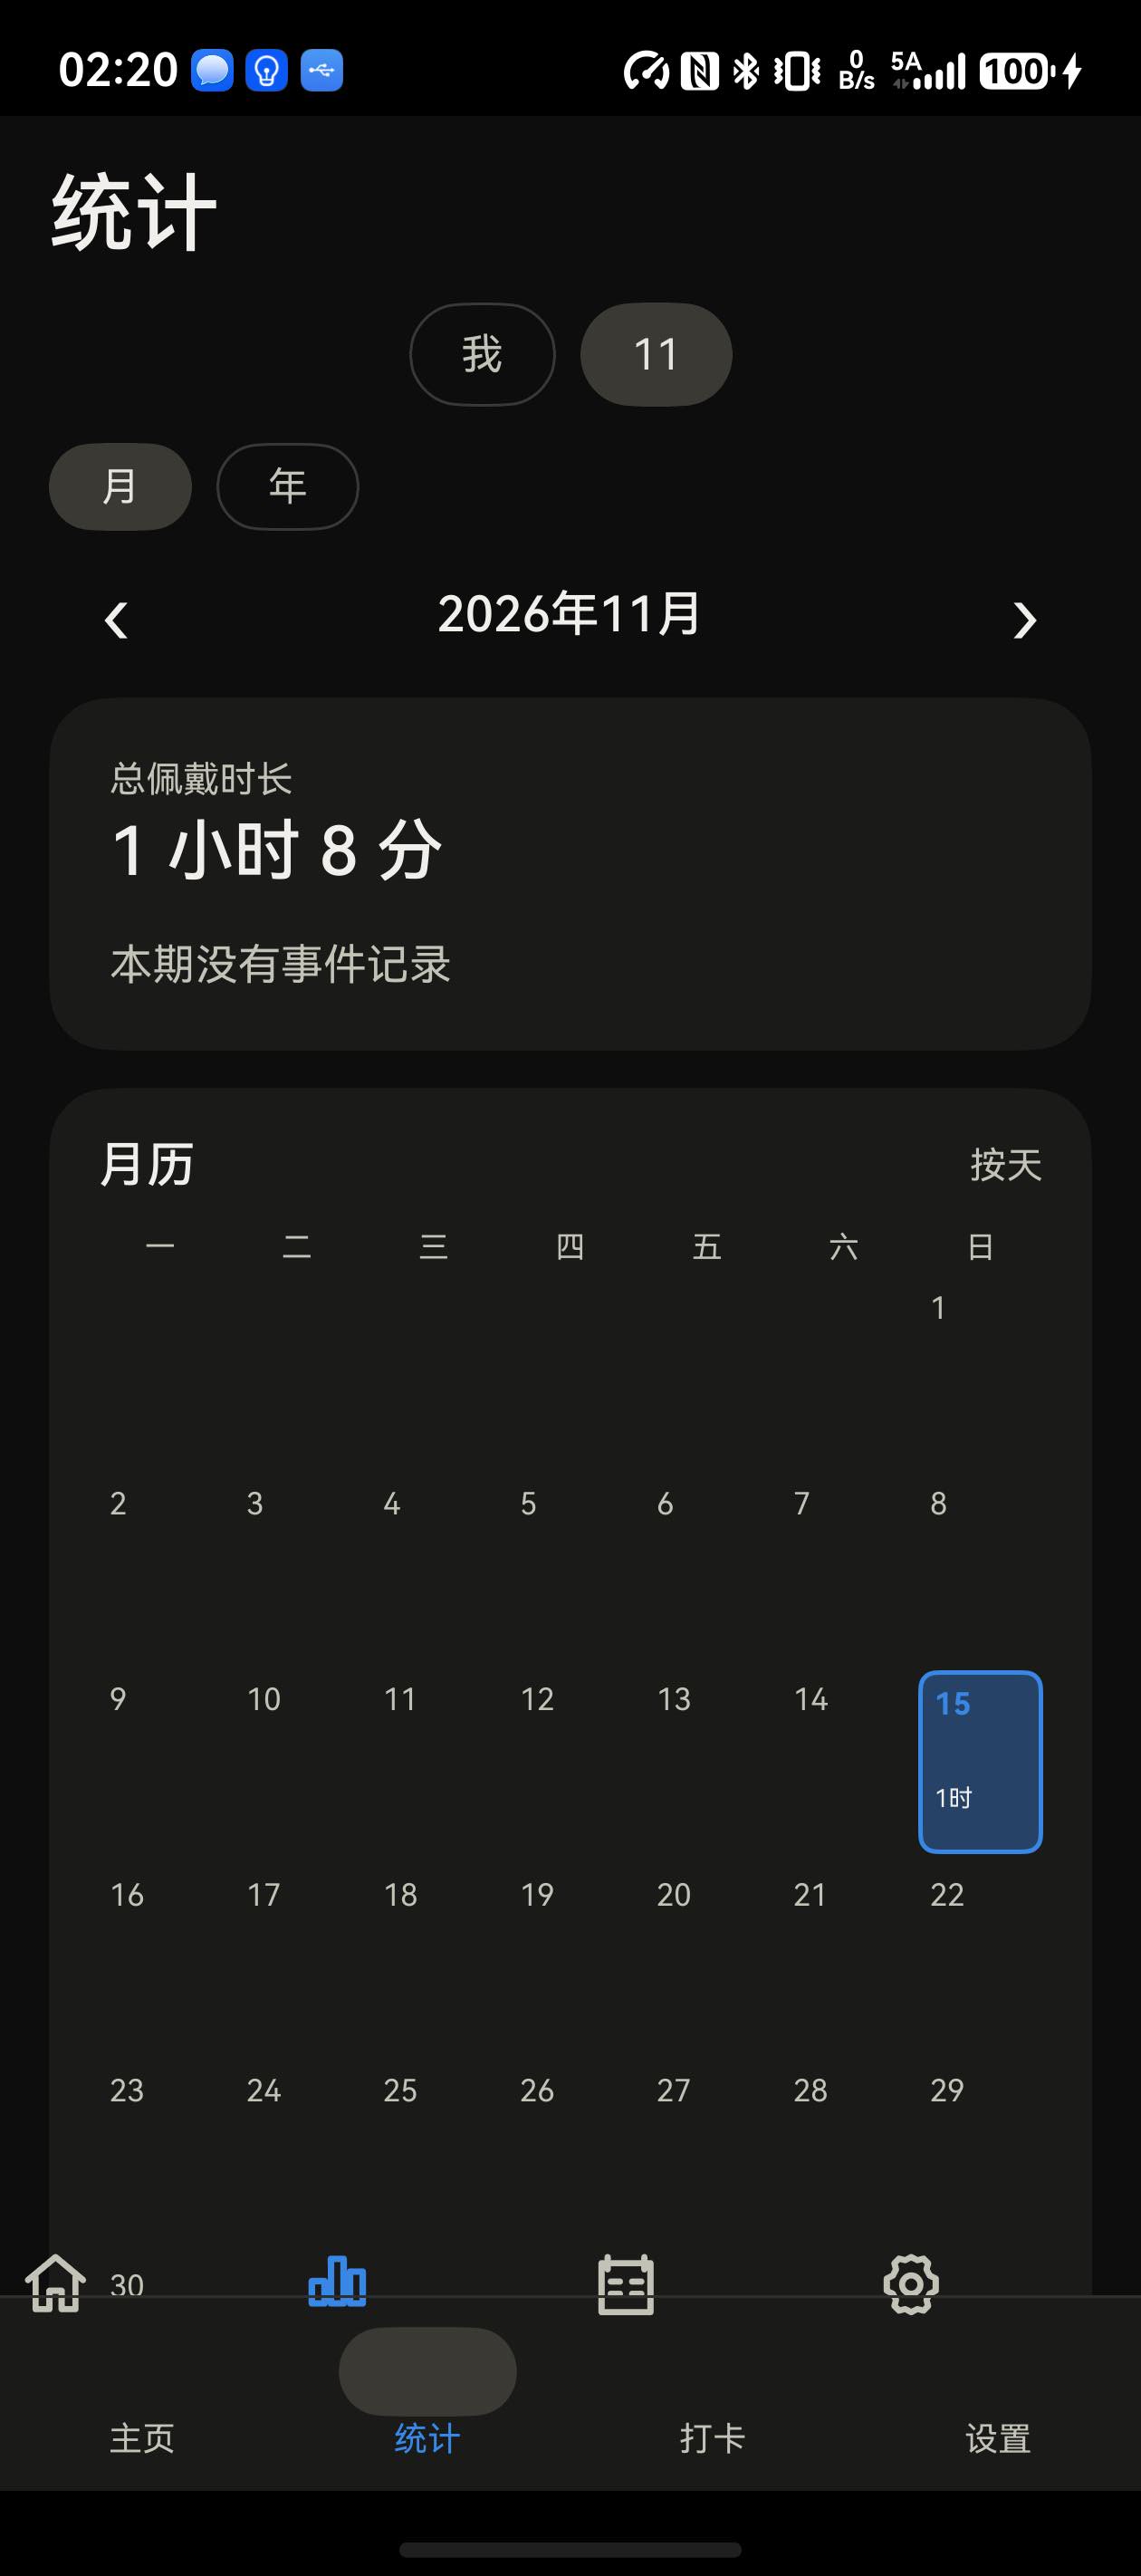 02:20 0 B/s 5A 100
统计
我 11
月 年
‹ 2026年11月 ›
总佩戴时长
1 小时 8 分
本期没有事件记录
月历 按天
一 二 三 四 五 六 日
1
2 3 4 5 6 7 8
9 10 11 12 13 14 15
1时
16 17 18 19 20 21 22
23 24 25 26 27 28 29
30
主页 统计 打卡 设置